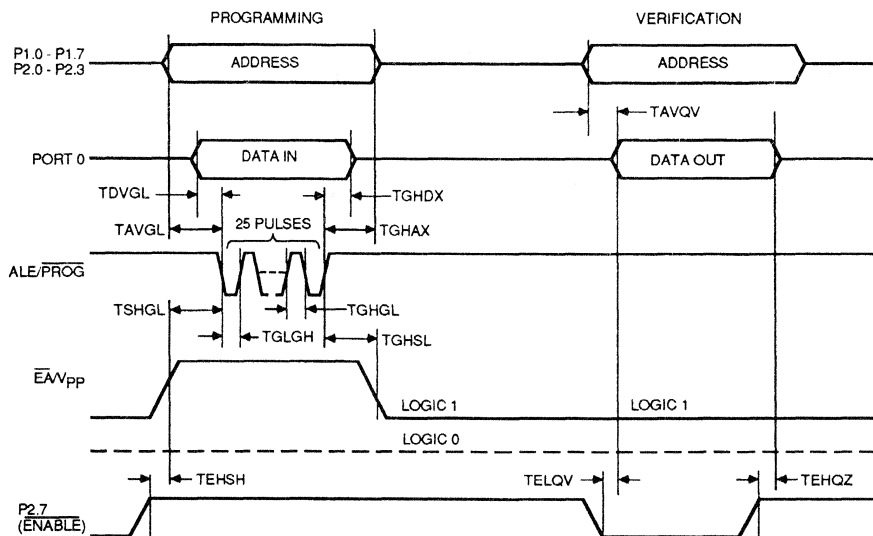 PROGRAMMING
VERIFICATION
P1.0 - P1.7
P2.0 - P2.3
ADDRESS
ADDRESS
TAVQV
PORT 0
DATA IN
DATA OUT
TDVGL
TGHDX
TAVGL
25 PULSES
TGHAX
ALE/PROG
TSHGL
TGHGL
TGLGH
TGHSL
EA/VPP
LOGIC 1
LOGIC 1
LOGIC 0
TEHSH
TELQV
TEHQZ
P2.7
(ENABLE)